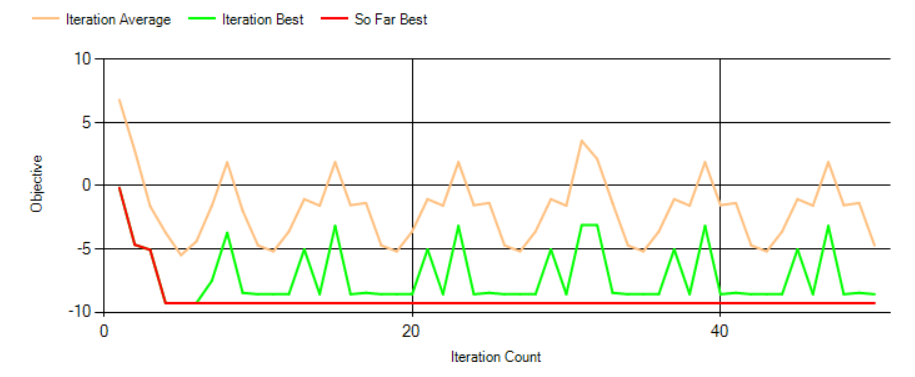 Iteration Average Iteration Best So Far Best
10
5
0
-5
-10
Objective
0 20 40
Iteration Count